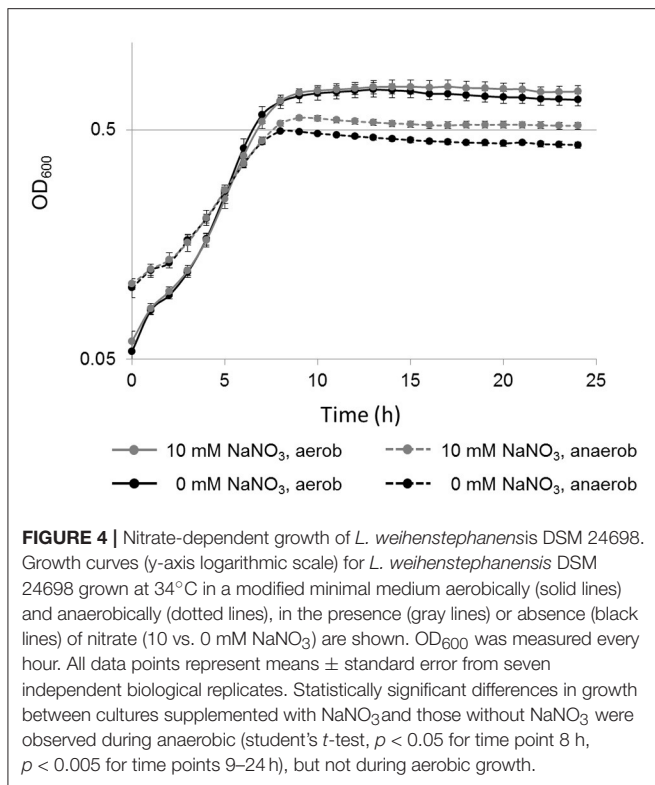 0.5
OD600
0.05
0 5 10 15 20 25
Time (h)
10 mM NaNO3, aerob 10 mM NaNO3, anaerob
0 mM NaNO3, aerob 0 mM NaNO3, anaerob
FIGURE 4 | Nitrate-dependent growth of L. weihenstephanensis DSM 24698.
Growth curves (y-axis logarithmic scale) for L. weihenstephanensis DSM
24698 grown at 34°C in a modified minimal medium aerobically (solid lines)
and anaerobically (dotted lines), in the presence (gray lines) or absence (black
lines) of nitrate (10 vs. 0 mM NaNO3) are shown. OD600 was measured every
hour. All data points represent means ± standard error from seven
independent biological replicates. Statistically significant differences in growth
between cultures supplemented with NaNO3and those without NaNO3 were
observed during anaerobic (student's t-test, p < 0.05 for time point 8 h,
p < 0.005 for time points 9–24 h), but not during aerobic growth.